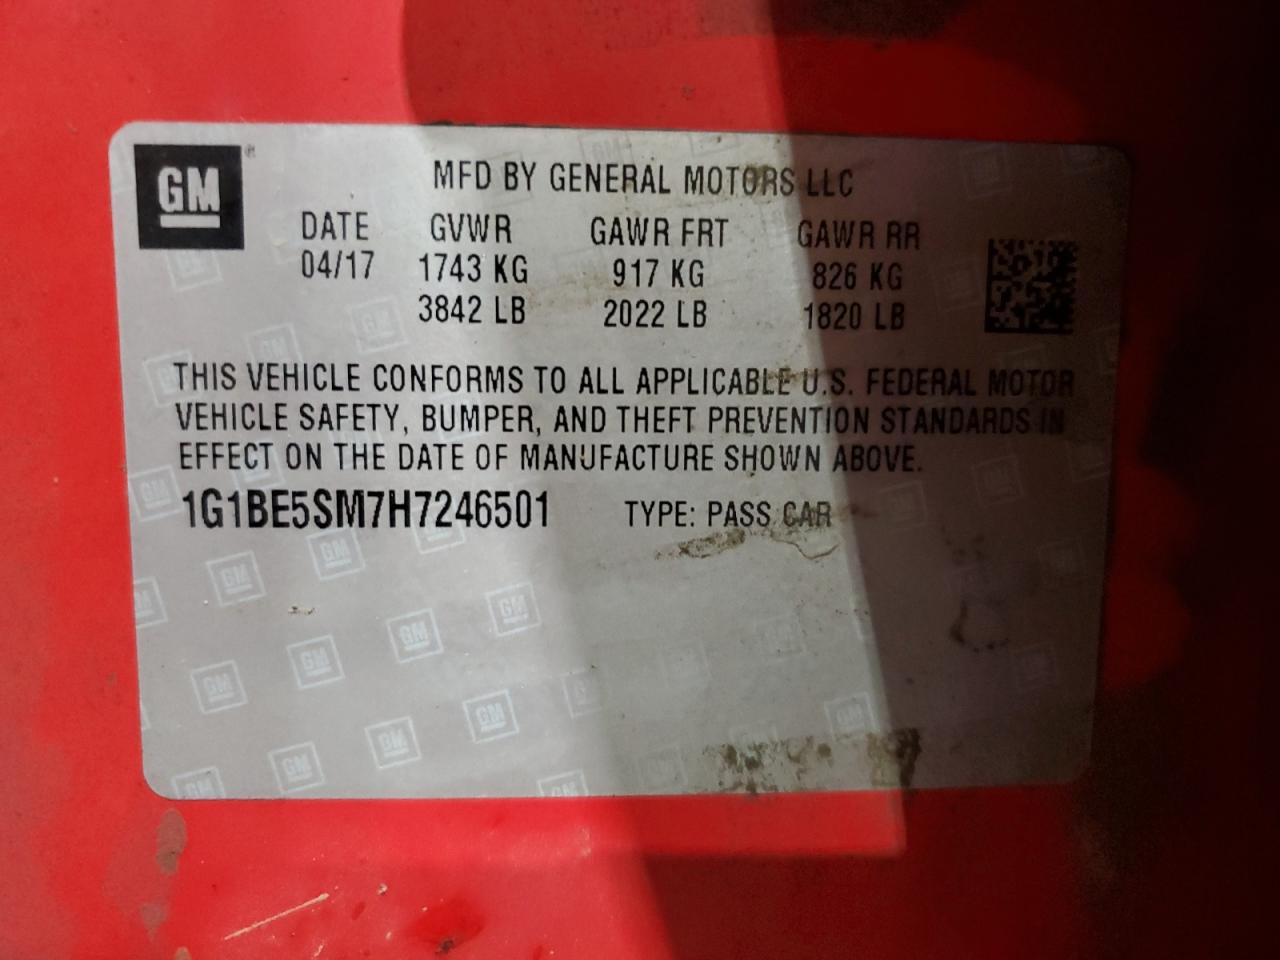 GM
MFD BY GENERAL MOTORS LLC
DATE GVWR GAWR FRT GAWR RR
04/17 1743 KG 917 KG 826 KG
3842 LB 2022 LB 1820 LB
THIS VEHICLE CONFORMS TO ALL APPLICABLE U.S. FEDERAL MOTOR
VEHICLE SAFETY, BUMPER, AND THEFT PREVENTION STANDARDS IN
EFFECT ON THE DATE OF MANUFACTURE SHOWN ABOVE.
1G1BE5SM7H7246501 TYPE: PASS CAR